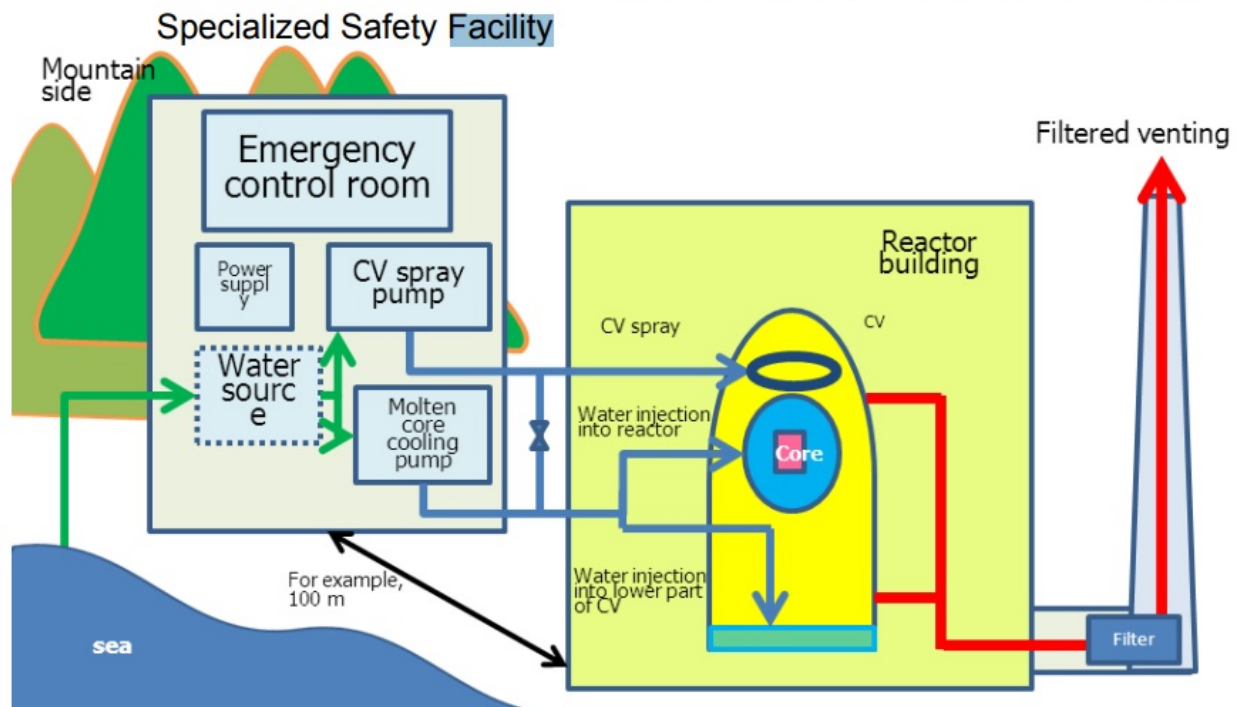 Specialized Safety Facility
Mountain
side
Emergency
control room
Power
suppl
y
CV spray
pump
Water
sourc
e
Molten
core
cooling
pump
For example,
100 m
sea
Reactor
building
CV spray
CV
Water injection
into reactor
Core
Water injection
into lower part
of CV
Filtered venting
Filter